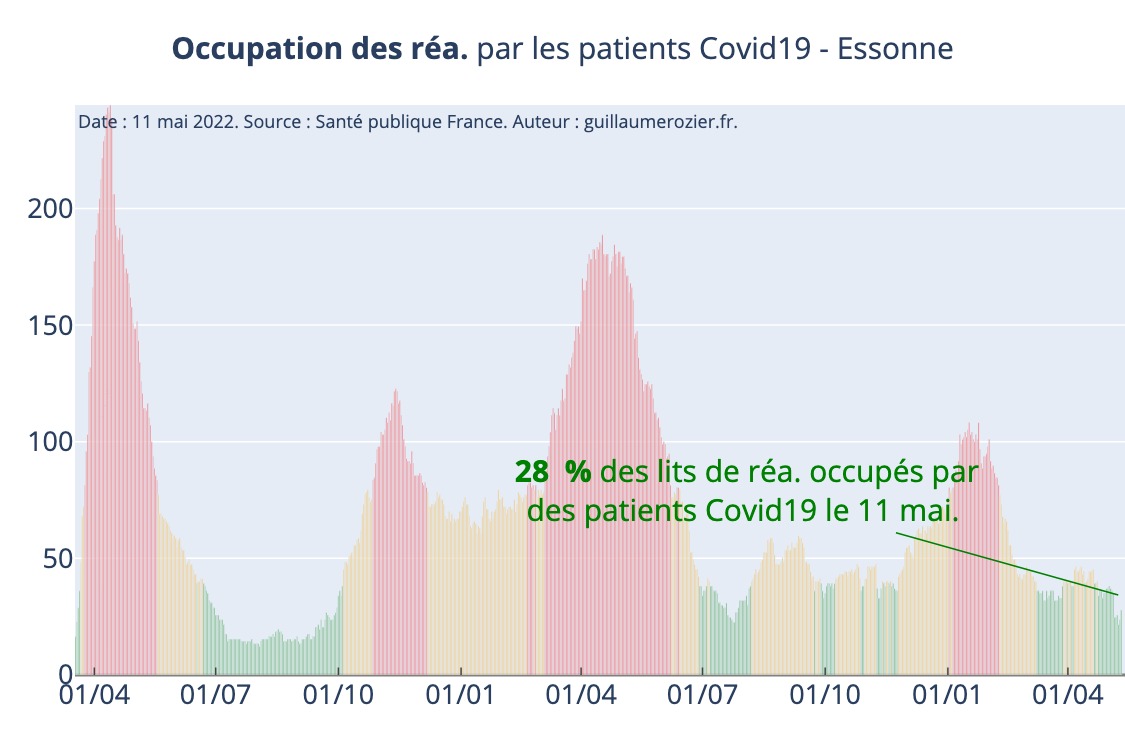 Occupation des réa. par les patients Covid19 - Essonne
Date : 11 mai 2022. Source : Santé publique France. Auteur : guillaumerozier.fr.
200
150
100
28  % des lits de réa. occupés par
des patients Covid19 le 11 mai.
50
0
01/04 01/07 01/10 01/01 01/04 01/07 01/10 01/01 01/04